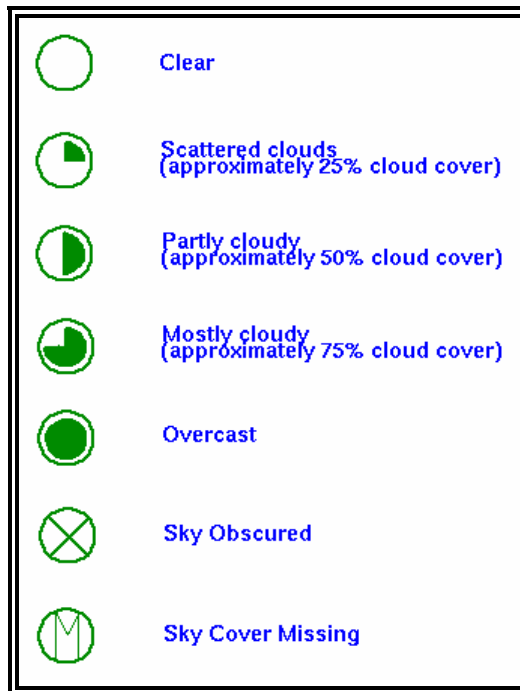 Clear
Scattered clouds
(approximately 25% cloud cover)
Partly cloudy
(approximately 50% cloud cover)
Mostly cloudy
(approximately 75% cloud cover)
Overcast
Sky Obscured
M Sky Cover Missing